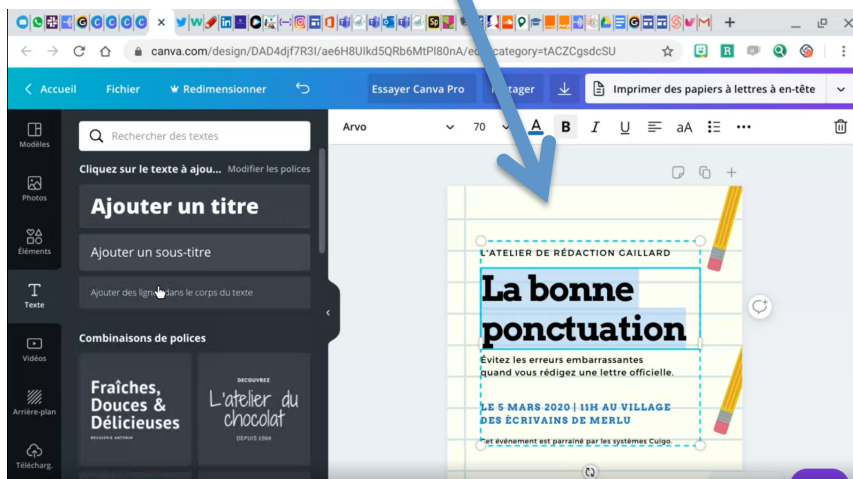 canva.com/design/DAD4djf7R3I/ae6H8Ulkd5QRb6MtPl80nA/ed category=tACZCgsdcSU
Accueil Fichier Redimensionner Essayer Canva Pro Imprimer des papiers à lettres à en-tête
Arvo 70 A B I U aA
Modèles
Photos
Éléments
Texte
Vidéos
Arrière-plan
Télécharg.
Rechercher des textes
Cliquez sur le texte à ajou... Modifier les polices
Ajouter un titre
Ajouter un sous-titre
Ajouter des lignes dans le corps du texte
Combinaisons de polices
Fraîches,
Douces &
Délicieuses
DECOUVREZ
L'atelier du
chocolat
DEPUIS 1964
L'ATELIER DE RÉDACTION GAILLARD
La bonne
ponctuation
Évitez les erreurs embarrassantes
quand vous rédigez une lettre officielle.
LE 5 MARS 2020 | 11H AU VILLAGE
DES ÉCRIVAINS DE MERLU
Cet événement est parrainé par les systèmes Cuigo.